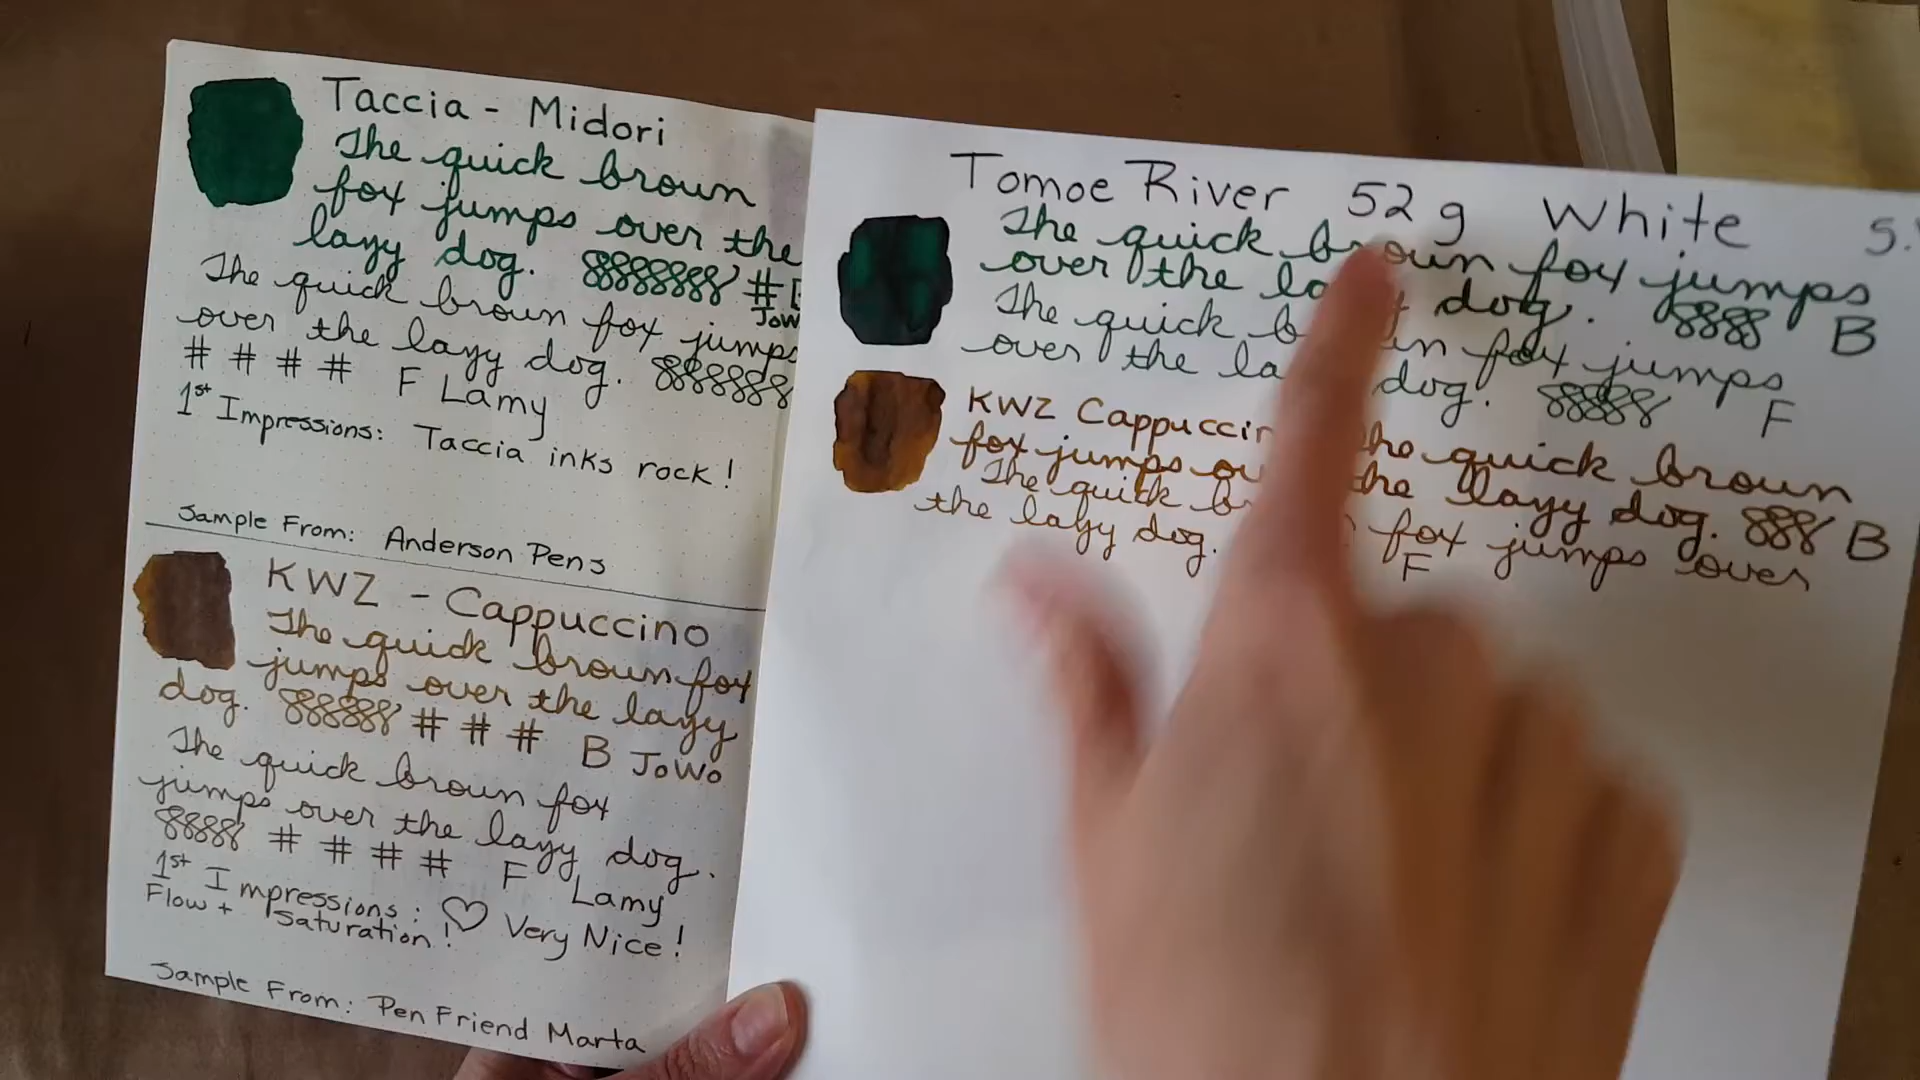 Taccia - Midori
The quick brown
fox jumps over the
lazy dog. 88888888 #
JoWo
The quick brown fox jumps
over the lazy dog. 8888888
# # # # F Lamy
1st Impressions: Taccia inks rock!
Sample From: Anderson Pens
KWZ - Cappuccino
The quick brown fox
jumps over the lazy
dog. 888888 # # # B JoWo
The quick brown fox
jumps over the lazy dog.
8888 # # # # F Lamy
1st Impressions: ♡ Very Nice!
Flow + Saturation!
Sample From: Pen Friend Marta
Tomoe River 52g White
The quick brown fox jumps
over the dog. 8888 B
The quick fox jumps
over the dog. 88888 F
KWZ Cappuccino The quick brown
fox jumps the lazy dog. 888 B
The quick fox jumps over
the lazy dog. F